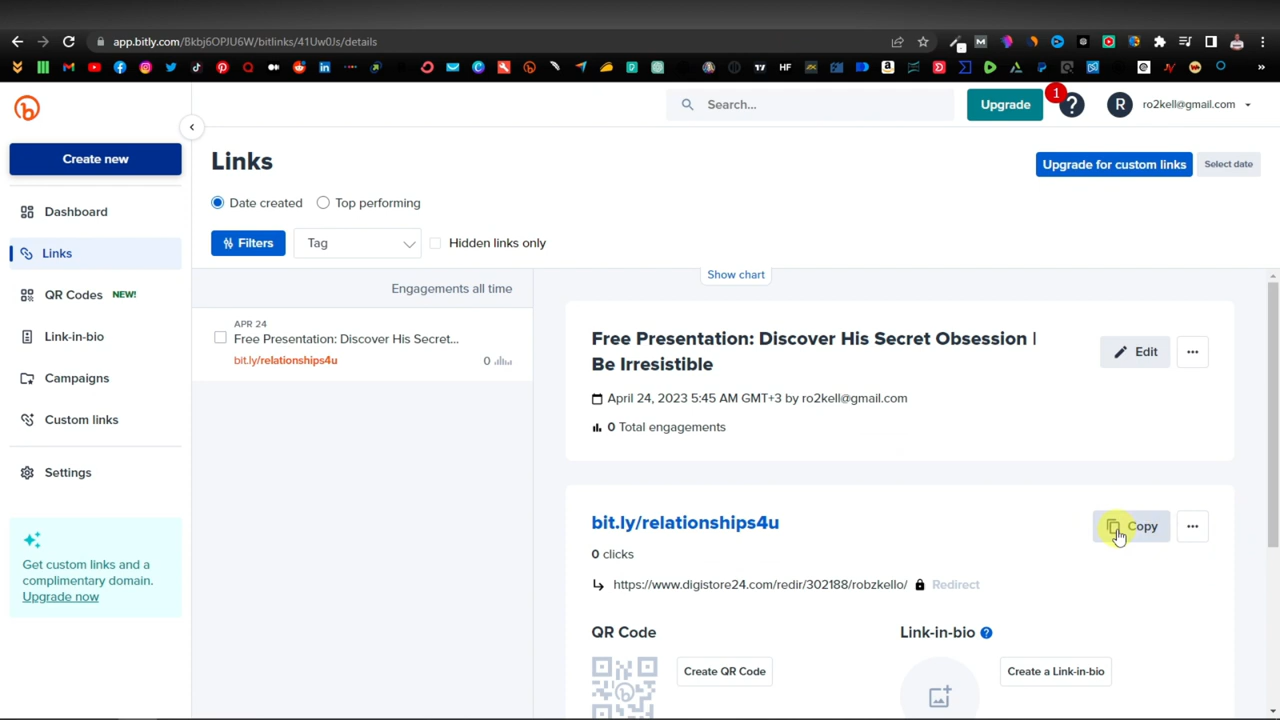 app.bitly.com/Bkbj6OPJU6W/bitlinks/41Uw0Js/details
Search...
Upgrade
1
?
R
ro2kell@gmail.com
Create new
Dashboard
Links
QR Codes NEW!
Link-in-bio
Campaigns
Custom links
Settings
Get custom links and a
complimentary domain.
Upgrade now
Links
Upgrade for custom links
Select date
Date created
Top performing
Filters
Tag
Hidden links only
Engagements all time
APR 24
Free Presentation: Discover His Secret...
bit.ly/relationships4u
0
Show chart
Free Presentation: Discover His Secret Obsession |
Be Irresistible
Edit
April 24, 2023 5:45 AM GMT+3 by ro2kell@gmail.com
0 Total engagements
bit.ly/relationships4u
Copy
0 clicks
https://www.digistore24.com/redir/302188/robzkello/ Redirect
QR Code
Create QR Code
Link-in-bio ?
Create a Link-in-bio